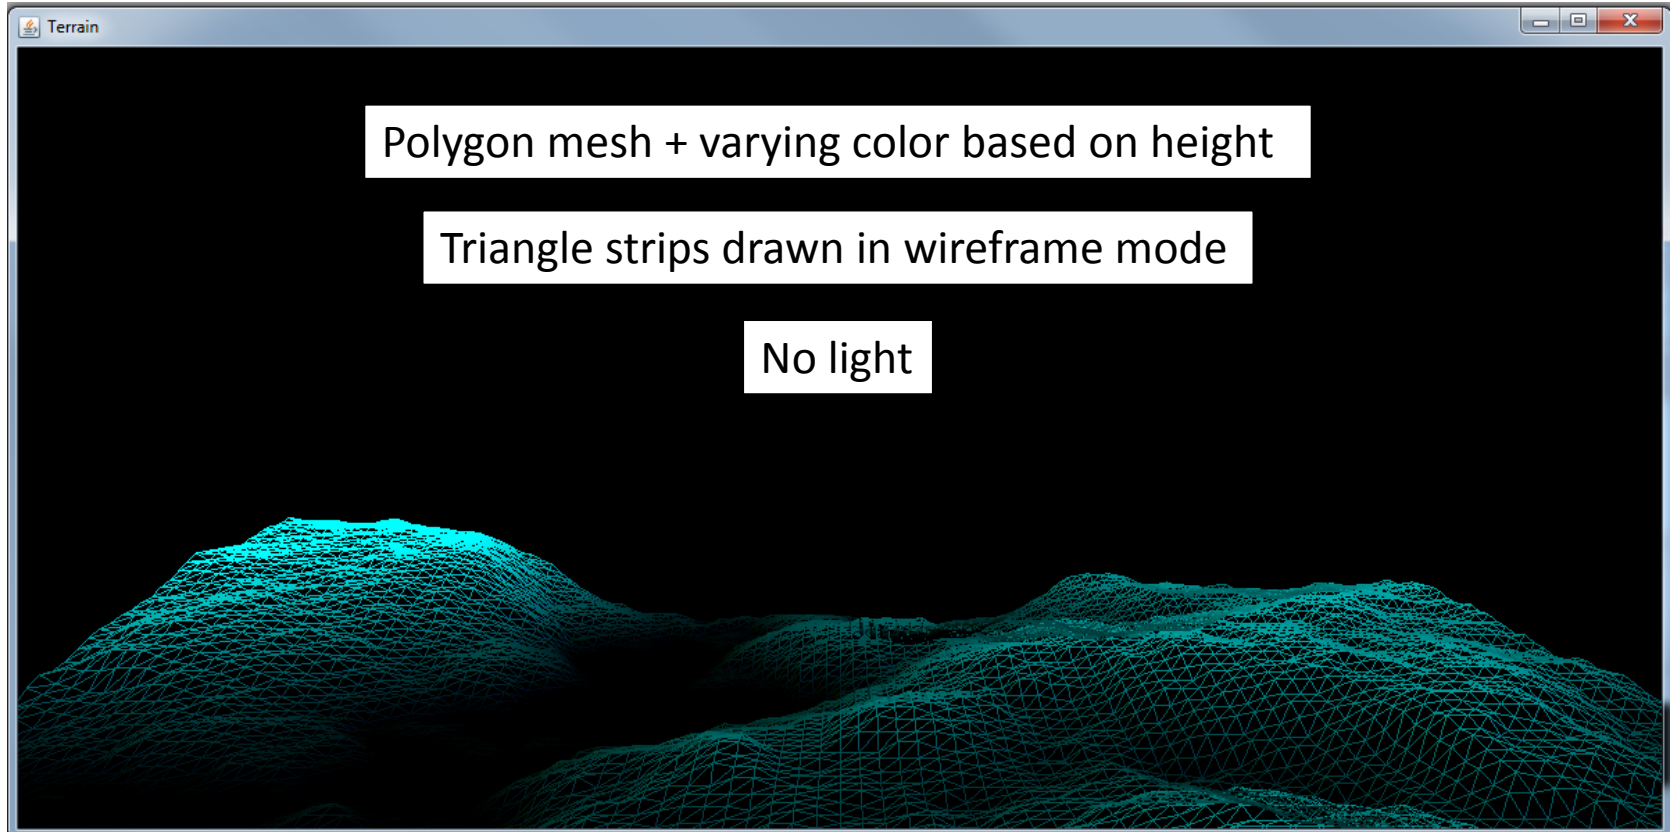 Terrain
Polygon mesh + varying color based on height
Triangle strips drawn in wireframe mode
No light